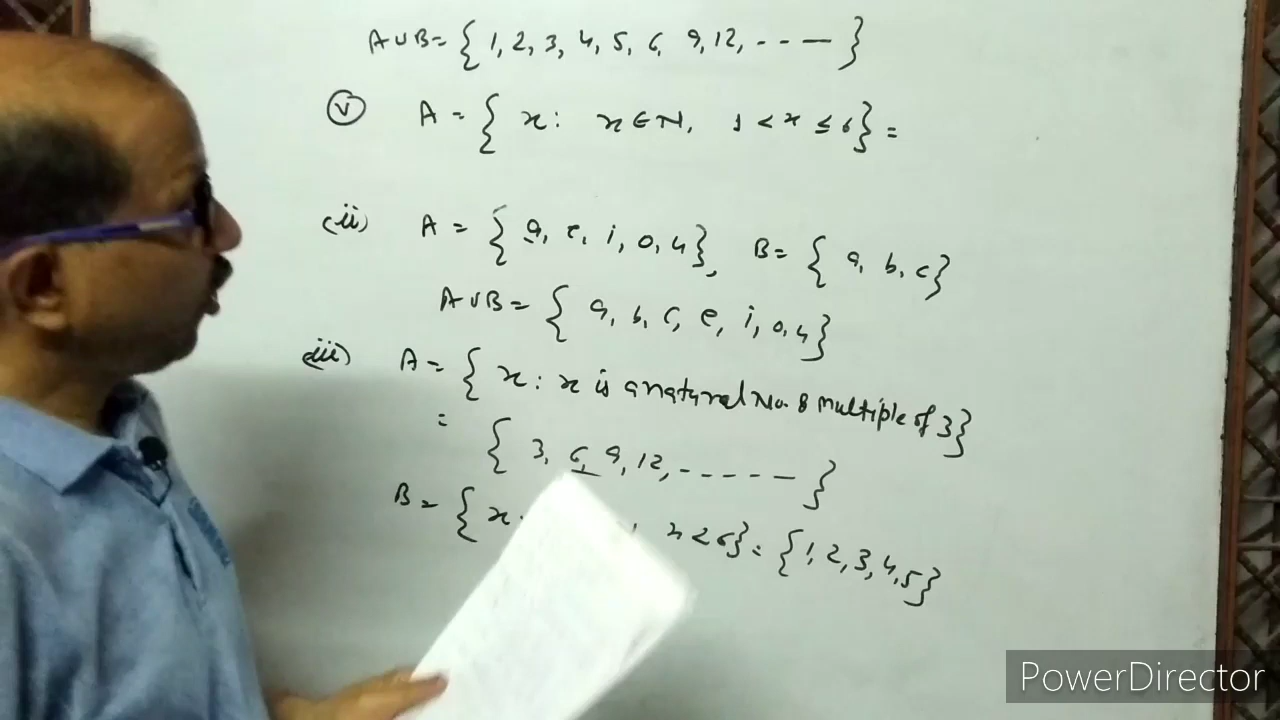 A∪B= { 1, 2, 3, 4, 5, 6, 9, 12, - - — }
(v) A = { x : x ∈ N, 1 < x ≤ 6 } =
(ii) A = { a, e, i, o, u }, B = { a, b, c }
A∪B = { a, b, c, e, i, o, u }
(iii) A = { x : x is a natural No. & multiple of 3 }
= { 3, 6, 9, 12, - - - - — }
B = { x : x < 6 } = { 1, 2, 3, 4, 5 }
PowerDirector